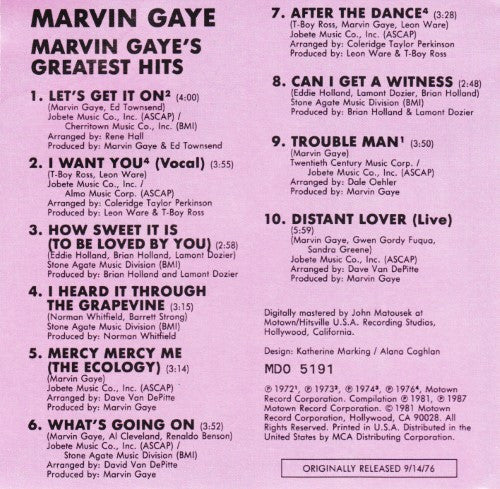 MARVIN GAYE
MARVIN GAYE'S
GREATEST HITS
1. LET'S GET IT ON² (4:00)
(Marvin Gaye, Ed Townsend)
Jobete Music Co., Inc. (ASCAP) /
Cherritown Music Co., Inc. (BMI)
Arranged by: Rene Hall
Produced by: Marvin Gaye & Ed Townsend
2. I WANT YOU⁴ (Vocal) (3:55)
(T-Boy Ross, Leon Ware)
Jobete Music Co., Inc. /
Almo Music Corp. (ASCAP)
Arranged by: Coleridge Taylor Perkinson
Produced by: Leon Ware & T-Boy Ross
3. HOW SWEET IT IS
(TO BE LOVED BY YOU) (2:58)
(Eddie Holland, Brian Holland, Lamont Dozier)
Stone Agate Music Division (BMI)
Produced by: Brian Holland and Lamont Dozier
4. I HEARD IT THROUGH
THE GRAPEVINE (3:15)
(Norman Whitfield, Barrett Strong)
Stone Agate Music Division (BMI)
Produced by: Norman Whitfield
5. MERCY MERCY ME
(THE ECOLOGY) (3:14)
(Marvin Gaye)
Jobete Music Co., Inc. (ASCAP)
Arranged by: Dave Van DePitte
Produced by: Marvin Gaye
6. WHAT'S GOING ON (3:52)
(Marvin Gaye, Al Cleveland, Renaldo Benson)
Jobete Music Co., Inc. (ASCAP) /
Stone Agate Music Division (BMI)
Arranged by: David Van DePitte
Produced by: Marvin Gaye
7. AFTER THE DANCE⁴ (3:28)
(T-Boy Ross, Marvin Gaye, Leon Ware)
Jobete Music Co., Inc. (ASCAP)
Arranged by: Coleridge Taylor Perkinson
Produced by: Leon Ware & T-Boy Ross
8. CAN I GET A WITNESS (2:48)
(Eddie Holland, Lamont Dozier, Brian Holland)
Stone Agate Music Division (BMI)
Produced by: Brian Holland & Lamont Dozier
9. TROUBLE MAN¹ (3:50)
(Marvin Gaye)
Twentieth Century Music Corp. /
Jobete Music Co., Inc. (ASCAP)
Arranged by: Dale Oehler
Produced by: Marvin Gaye
10. DISTANT LOVER (Live)
(5:59)
(Marvin Gaye, Gwen Gordy Fuqua,
Sandra Greene)
Jobete Music Co., Inc. (ASCAP)
Arranged by: Dave Van DePitte
Produced by: Marvin Gaye
Digitally mastered by John Matousek at
Motown/Hitsville U.S.A. Recording Studios,
Hollywood, California.
Design: Katherine Marking / Alana Coghlan
MDO 5191
℗ 1972¹, ℗ 1973², ℗ 1974³, ℗ 1976⁴, Motown
Record Corporation. Compilation ℗ 1981, ℗ 1987
Motown Record Corporation. © 1981 Motown
Record Corporation, Hollywood, CA 90028. All
Rights Reserved. Printed in U.S.A. Distributed in the
United States by MCA Distributing Corporation.
ORIGINALLY RELEASED 9/14/76